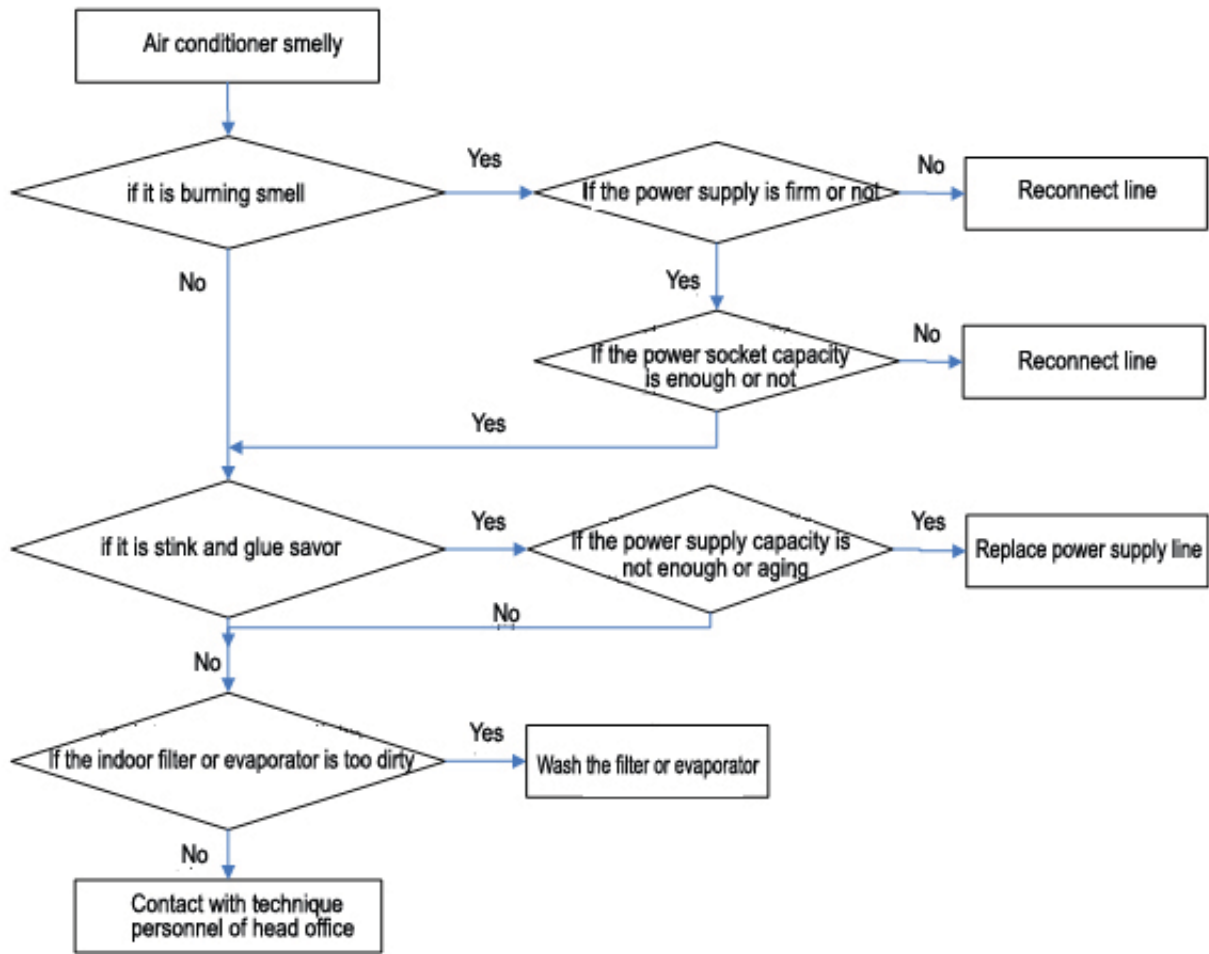 Air conditioner smelly
if it is burning smell
Yes
If the power supply is firm or not
No
Reconnect line
No
Yes
If the power socket capacity
is enough or not
No
Reconnect line
Yes
if it is stink and glue savor
Yes
If the power supply capacity is
not enough or aging
Yes
Replace power supply line
No
No
If the indoor filter or evaporator is too dirty
Yes
Wash the filter or evaporator
No
Contact with technique
personnel of head office